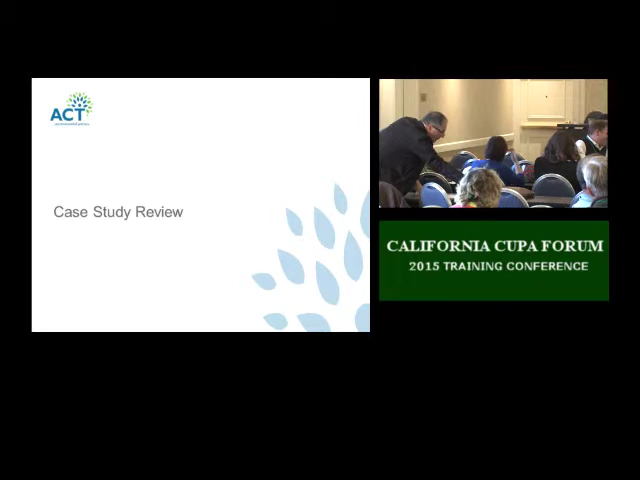 ACT
Case Study Review
CALIFORNIA CUPA FORUM
2015 TRAINING CONFERENCE